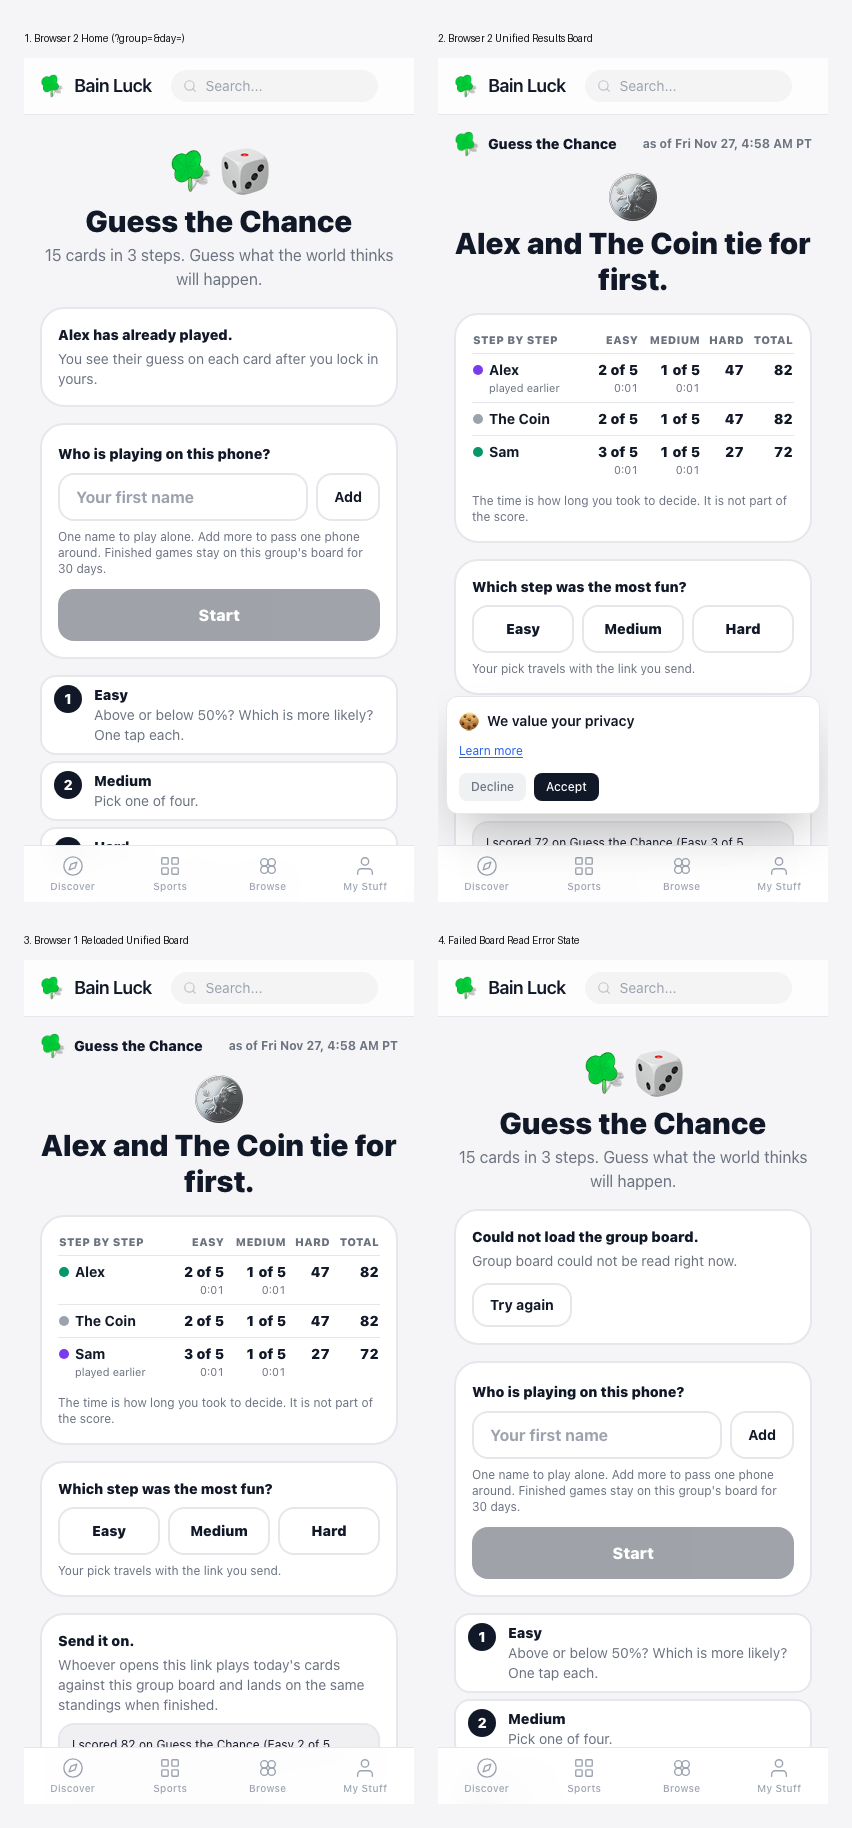 1. Browser 2 Home (?group=&day=)
Bain Luck
Search...
Guess the Chance
15 cards in 3 steps. Guess what the world thinks
will happen.
Alex has already played.
You see their guess on each card after you lock in
yours.
Who is playing on this phone?
Your first name
Add
One name to play alone. Add more to pass one phone
around. Finished games stay on this group's board for
30 days.
Start
1
Easy
Above or below 50%? Which is more likely?
One tap each.
2
Medium
Pick one of four.
Hard
Discover
Sports
Browse
My Stuff
2. Browser 2 Unified Results Board
Bain Luck
Search...
Guess the Chance
as of Fri Nov 27, 4:58 AM PT
Alex and The Coin tie for
first.
STEP BY STEP EASY MEDIUM HARD TOTAL
Alex 2 of 5 1 of 5 47 82
played earlier 0:01 0:01
The Coin 2 of 5 1 of 5 47 82
Sam 3 of 5 1 of 5 27 72
0:01 0:01
The time is how long you took to decide. It is not part of
the score.
Which step was the most fun?
Easy
Medium
Hard
Your pick travels with the link you send.
We value your privacy
Learn more
Decline
Accept
I scored 72 on Guess the Chance (Easy 3 of 5,
Discover
Sports
Browse
My Stuff
3. Browser 1 Reloaded Unified Board
Bain Luck
Search...
Guess the Chance
as of Fri Nov 27, 4:58 AM PT
Alex and The Coin tie for
first.
STEP BY STEP EASY MEDIUM HARD TOTAL
Alex 2 of 5 1 of 5 47 82
0:01 0:01
The Coin 2 of 5 1 of 5 47 82
Sam 3 of 5 1 of 5 27 72
played earlier 0:01 0:01
The time is how long you took to decide. It is not part of
the score.
Which step was the most fun?
Easy
Medium
Hard
Your pick travels with the link you send.
Send it on.
Whoever opens this link plays today's cards
against this group board and lands on the same
standings when finished.
I scored 82 on Guess the Chance (Easy 2 of 5,
Discover
Sports
Browse
My Stuff
4. Failed Board Read Error State
Bain Luck
Search...
Guess the Chance
15 cards in 3 steps. Guess what the world thinks
will happen.
Could not load the group board.
Group board could not be read right now.
Try again
Who is playing on this phone?
Your first name
Add
One name to play alone. Add more to pass one phone
around. Finished games stay on this group's board for
30 days.
Start
1
Easy
Above or below 50%? Which is more likely?
One tap each.
2
Medium
Pick one of four.
Discover
Sports
Browse
My Stuff